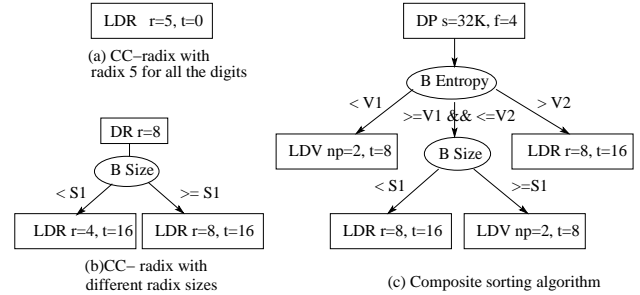 LDR r=5, t=0
(a) CC−radix with
radix 5 for all the digits
DR r=8
B Size
< S1
>= S1
LDR r=4, t=16
LDR r=8, t=16
(b)CC− radix with
different radix sizes
DP s=32K, f=4
B Entropy
< V1
>=V1 && <=V2
> V2
LDV np=2, t=8
B Size
LDR r=8, t=16
< S1
>=S1
LDR r=8, t=16
LDV np=2, t=8
(c) Composite sorting algorithm